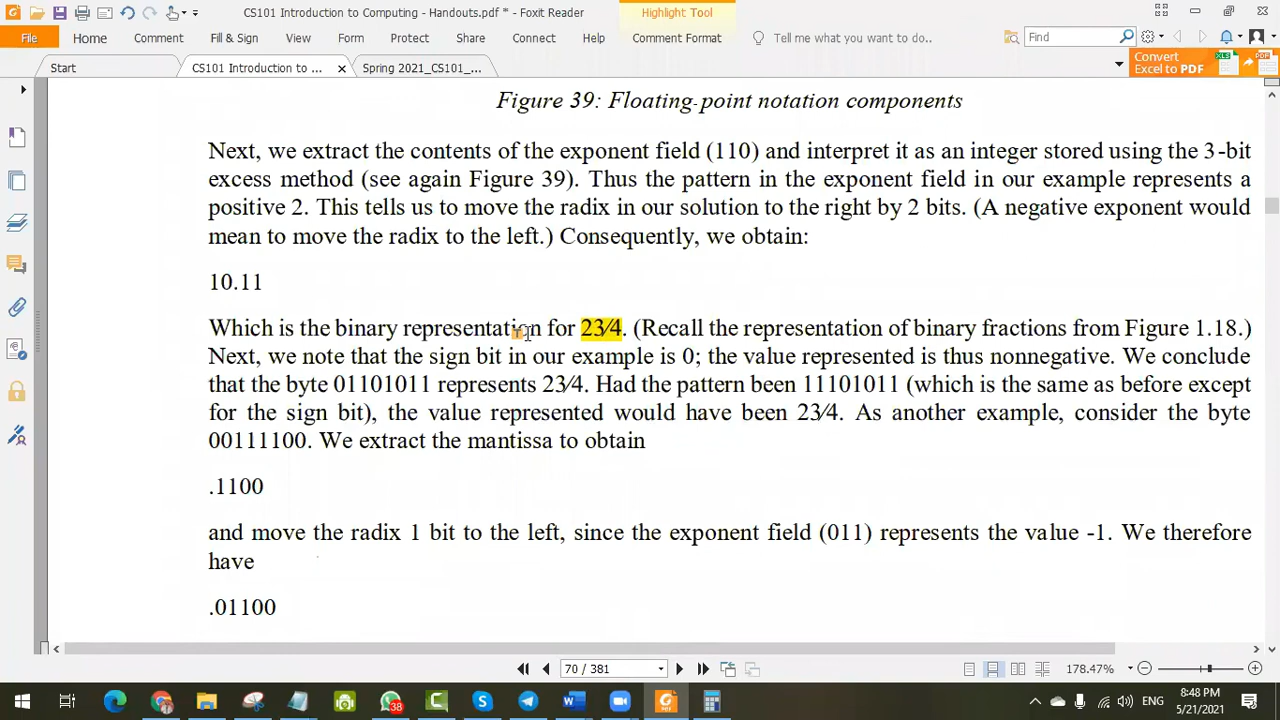 CS101 Introduction to Computing - Handouts.pdf * - Foxit Reader
Highlight Tool
File
Home
Comment
Fill & Sign
View
Form
Protect
Share
Connect
Help
Comment Format
Tell me what you want to do..
Find
Start
CS101 Introduction to ...
Spring 2021_CS101_...
Convert
Excel to PDF
Figure 39: Floating-point notation components
Next, we extract the contents of the exponent field (110) and interpret it as an integer stored using the 3-bit
excess method (see again Figure 39). Thus the pattern in the exponent field in our example represents a
positive 2. This tells us to move the radix in our solution to the right by 2 bits. (A negative exponent would
mean to move the radix to the left.) Consequently, we obtain:
10.11
Which is the binary representation for 23⁄4. (Recall the representation of binary fractions from Figure 1.18.)
Next, we note that the sign bit in our example is 0; the value represented is thus nonnegative. We conclude
that the byte 01101011 represents 23⁄4. Had the pattern been 11101011 (which is the same as before except
for the sign bit), the value represented would have been 23⁄4. As another example, consider the byte
00111100. We extract the mantissa to obtain
.1100
and move the radix 1 bit to the left, since the exponent field (011) represents the value -1. We therefore
have
.01100
70 / 381
178.47%
38
ENG
8:48 PM
5/21/2021